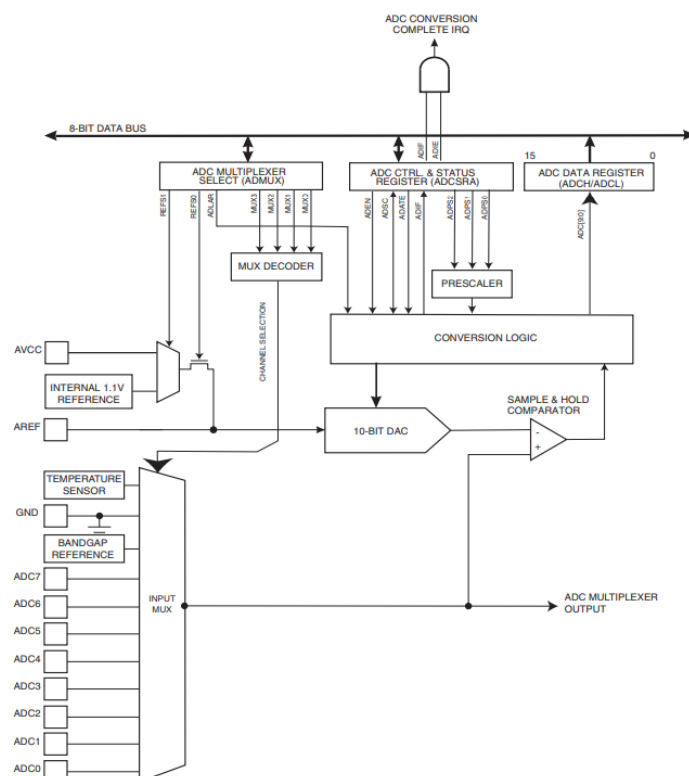 ADC CONVERSION
COMPLETE IRQ
8-BIT DATA BUS
ADIF
ADIE
15
0
ADC MULTIPLEXER
SELECT (ADMUX)
ADC CTRL. & STATUS
REGISTER (ADCSRA)
ADC DATA REGISTER
(ADCH/ADCL)
REFS1
REFS0
ADLAR
MUX3
MUX2
MUX1
MUX0
ADEN
ADSC
ADATE
ADIF
ADPS2
ADPS1
ADPS0
ADC[9:0]
MUX DECODER
PRESCALER
CHANNEL SELECTION
CONVERSION LOGIC
AVCC
INTERNAL 1.1V
REFERENCE
AREF
SAMPLE & HOLD
COMPARATOR
10-BIT DAC
-
+
TEMPERATURE
SENSOR
GND
BANDGAP
REFERENCE
ADC7
ADC6
ADC5
ADC4
ADC3
ADC2
ADC1
ADC0
INPUT
MUX
ADC MULTIPLEXER
OUTPUT